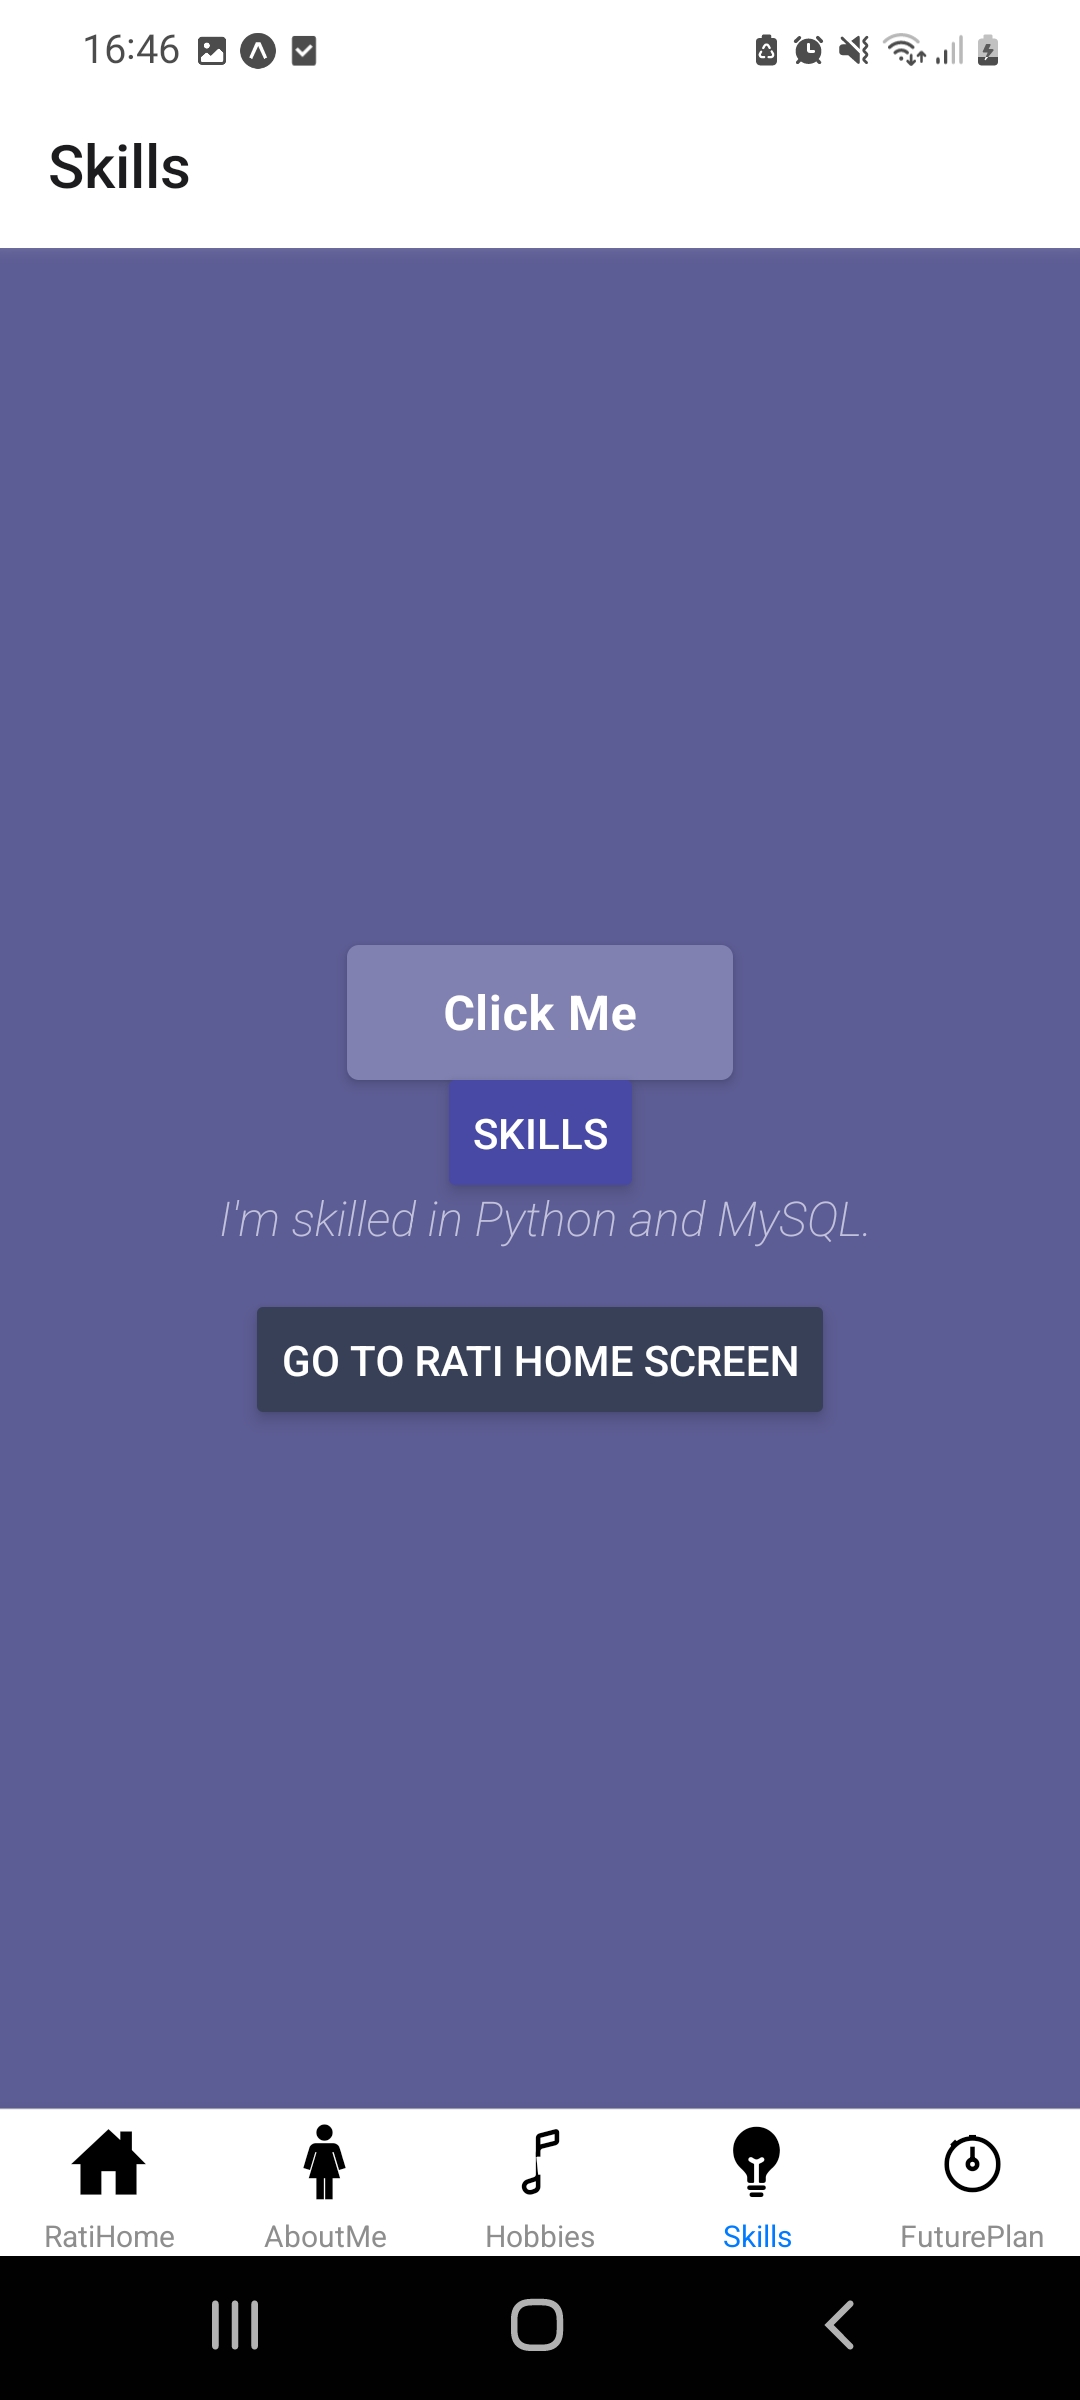 16:46
Skills
Click Me
SKILLS
I'm skilled in Python and MySQL.
GO TO RATI HOME SCREEN
RatiHome AboutMe Hobbies Skills FuturePlan